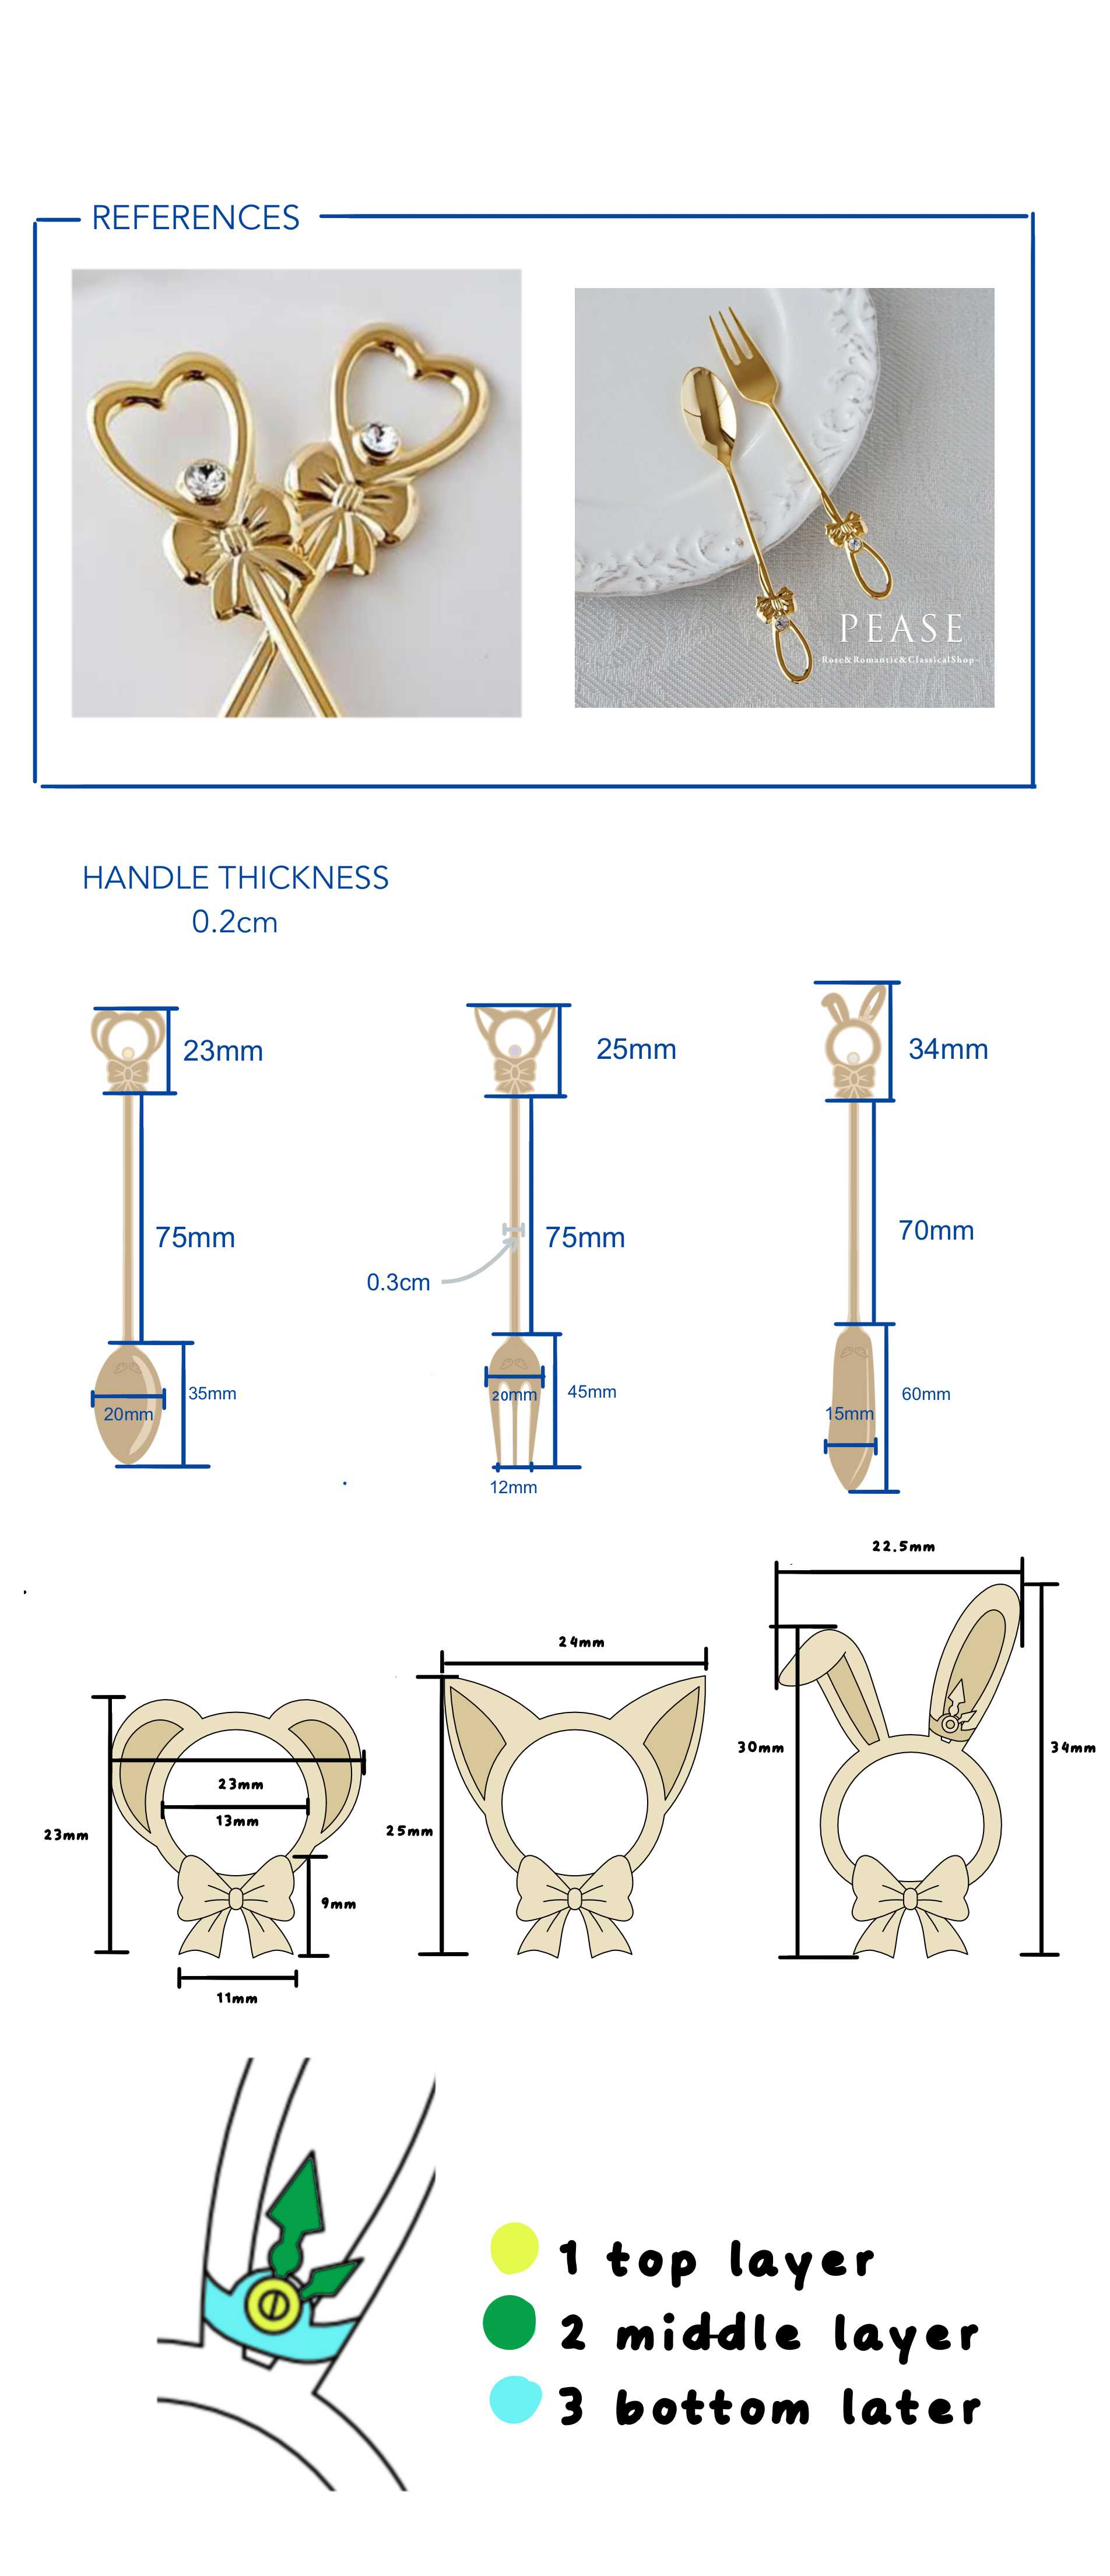 REFERENCES
PEASE
-Rose&Romantic&ClassicalShop-
HANDLE THICKNESS
0.2cm
23mm
25mm
34mm
75mm
75mm
70mm
0.3cm
35mm
20mm
20mm
45mm
15mm
60mm
12mm
22.5mm
24mm
30mm
34mm
23mm
13mm
23mm
25mm
9mm
11mm
1 top layer
2 middle layer
3 bottom later